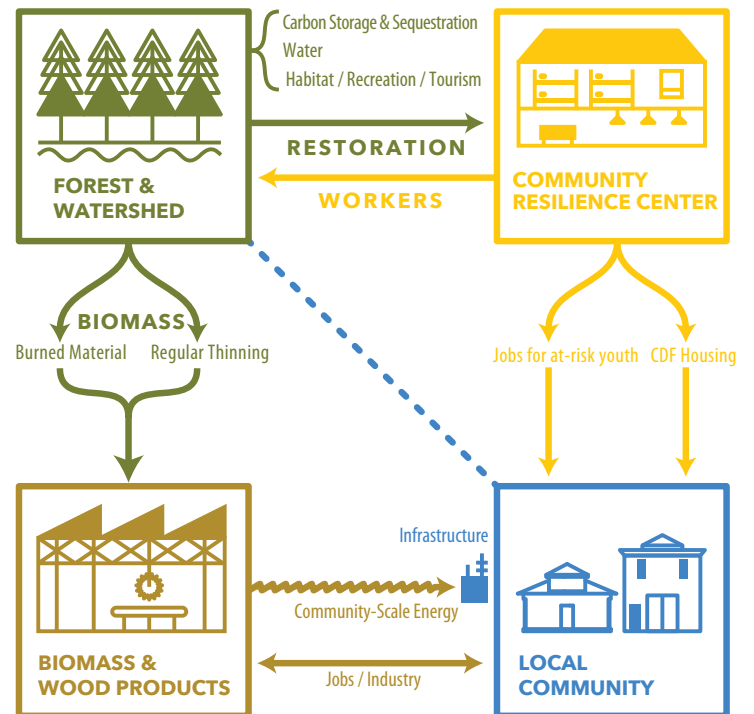 Carbon Storage & Sequestration
Water
Habitat / Recreation / Tourism
RESTORATION
WORKERS
FOREST &
WATERSHED
COMMUNITY
RESILIENCE CENTER
BIOMASS
Burned Material
Regular Thinning
Jobs for at-risk youth
CDF Housing
Infrastructure
Community-Scale Energy
Jobs / Industry
BIOMASS &
WOOD PRODUCTS
LOCAL
COMMUNITY